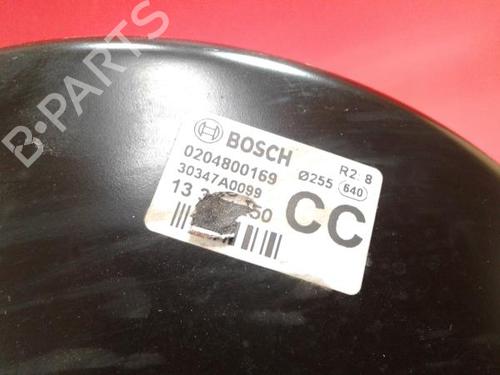 B-PARTS
BOSCH
0204800169
30347A0099
13 50
R2 8
Ø255 640
CC